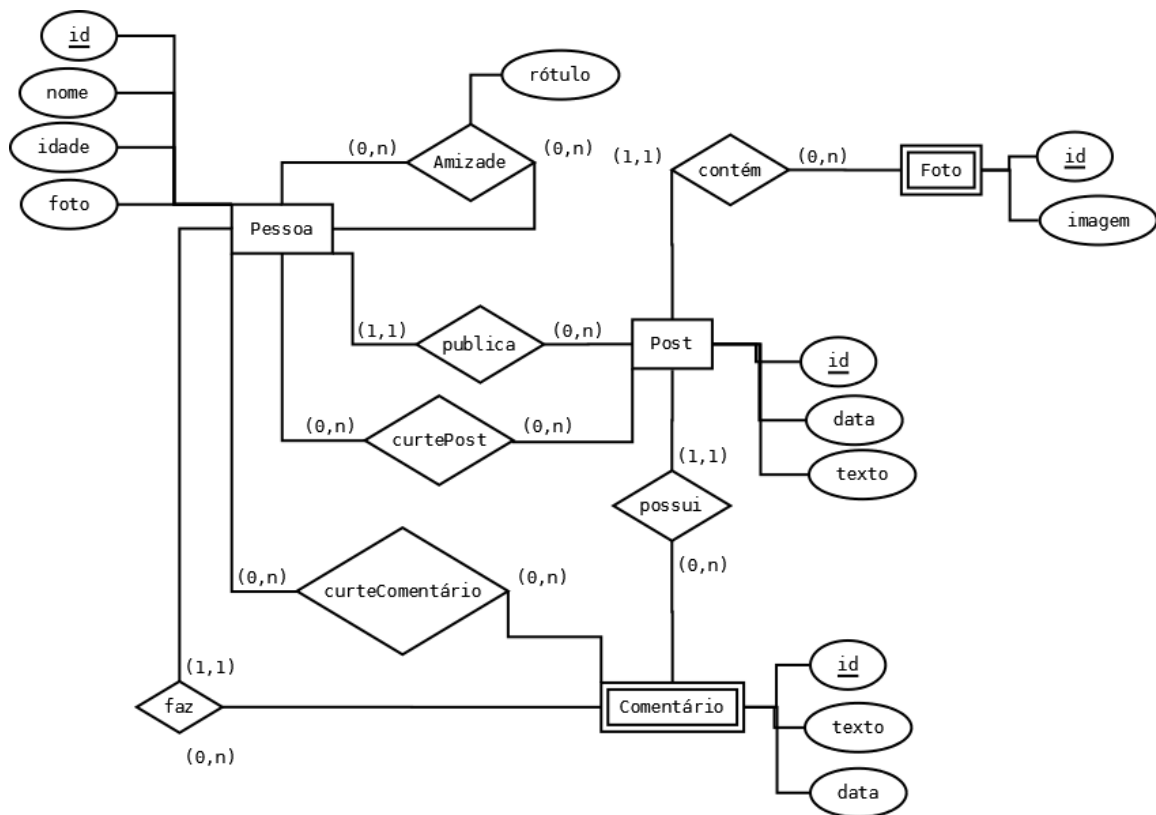 id
nome
idade
foto
rótulo
(0,n)
Amizade
(0,n)
(1,1)
contém
(0,n)
Foto
id
imagem
Pessoa
(1,1)
publica
(0,n)
Post
id
data
texto
(0,n)
curtePost
(0,n)
(1,1)
possui
(0,n)
(0,n)
curteComentário
(0,n)
(1,1)
faz
(0,n)
Comentário
id
texto
data